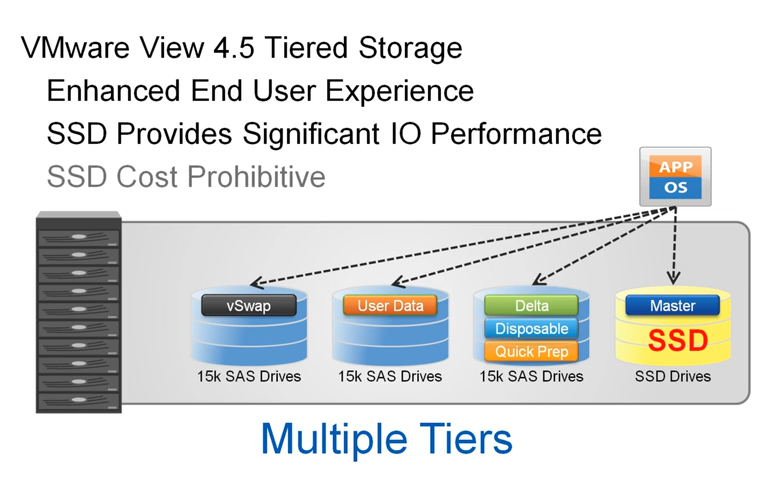 VMware View 4.5 Tiered Storage
Enhanced End User Experience
SSD Provides Significant IO Performance
SSD Cost Prohibitive
APP
OS
vSwap
User Data
Delta
Master
Disposable
SSD
Quick Prep
15k SAS Drives
15k SAS Drives
15k SAS Drives
SSD Drives
Multiple Tiers